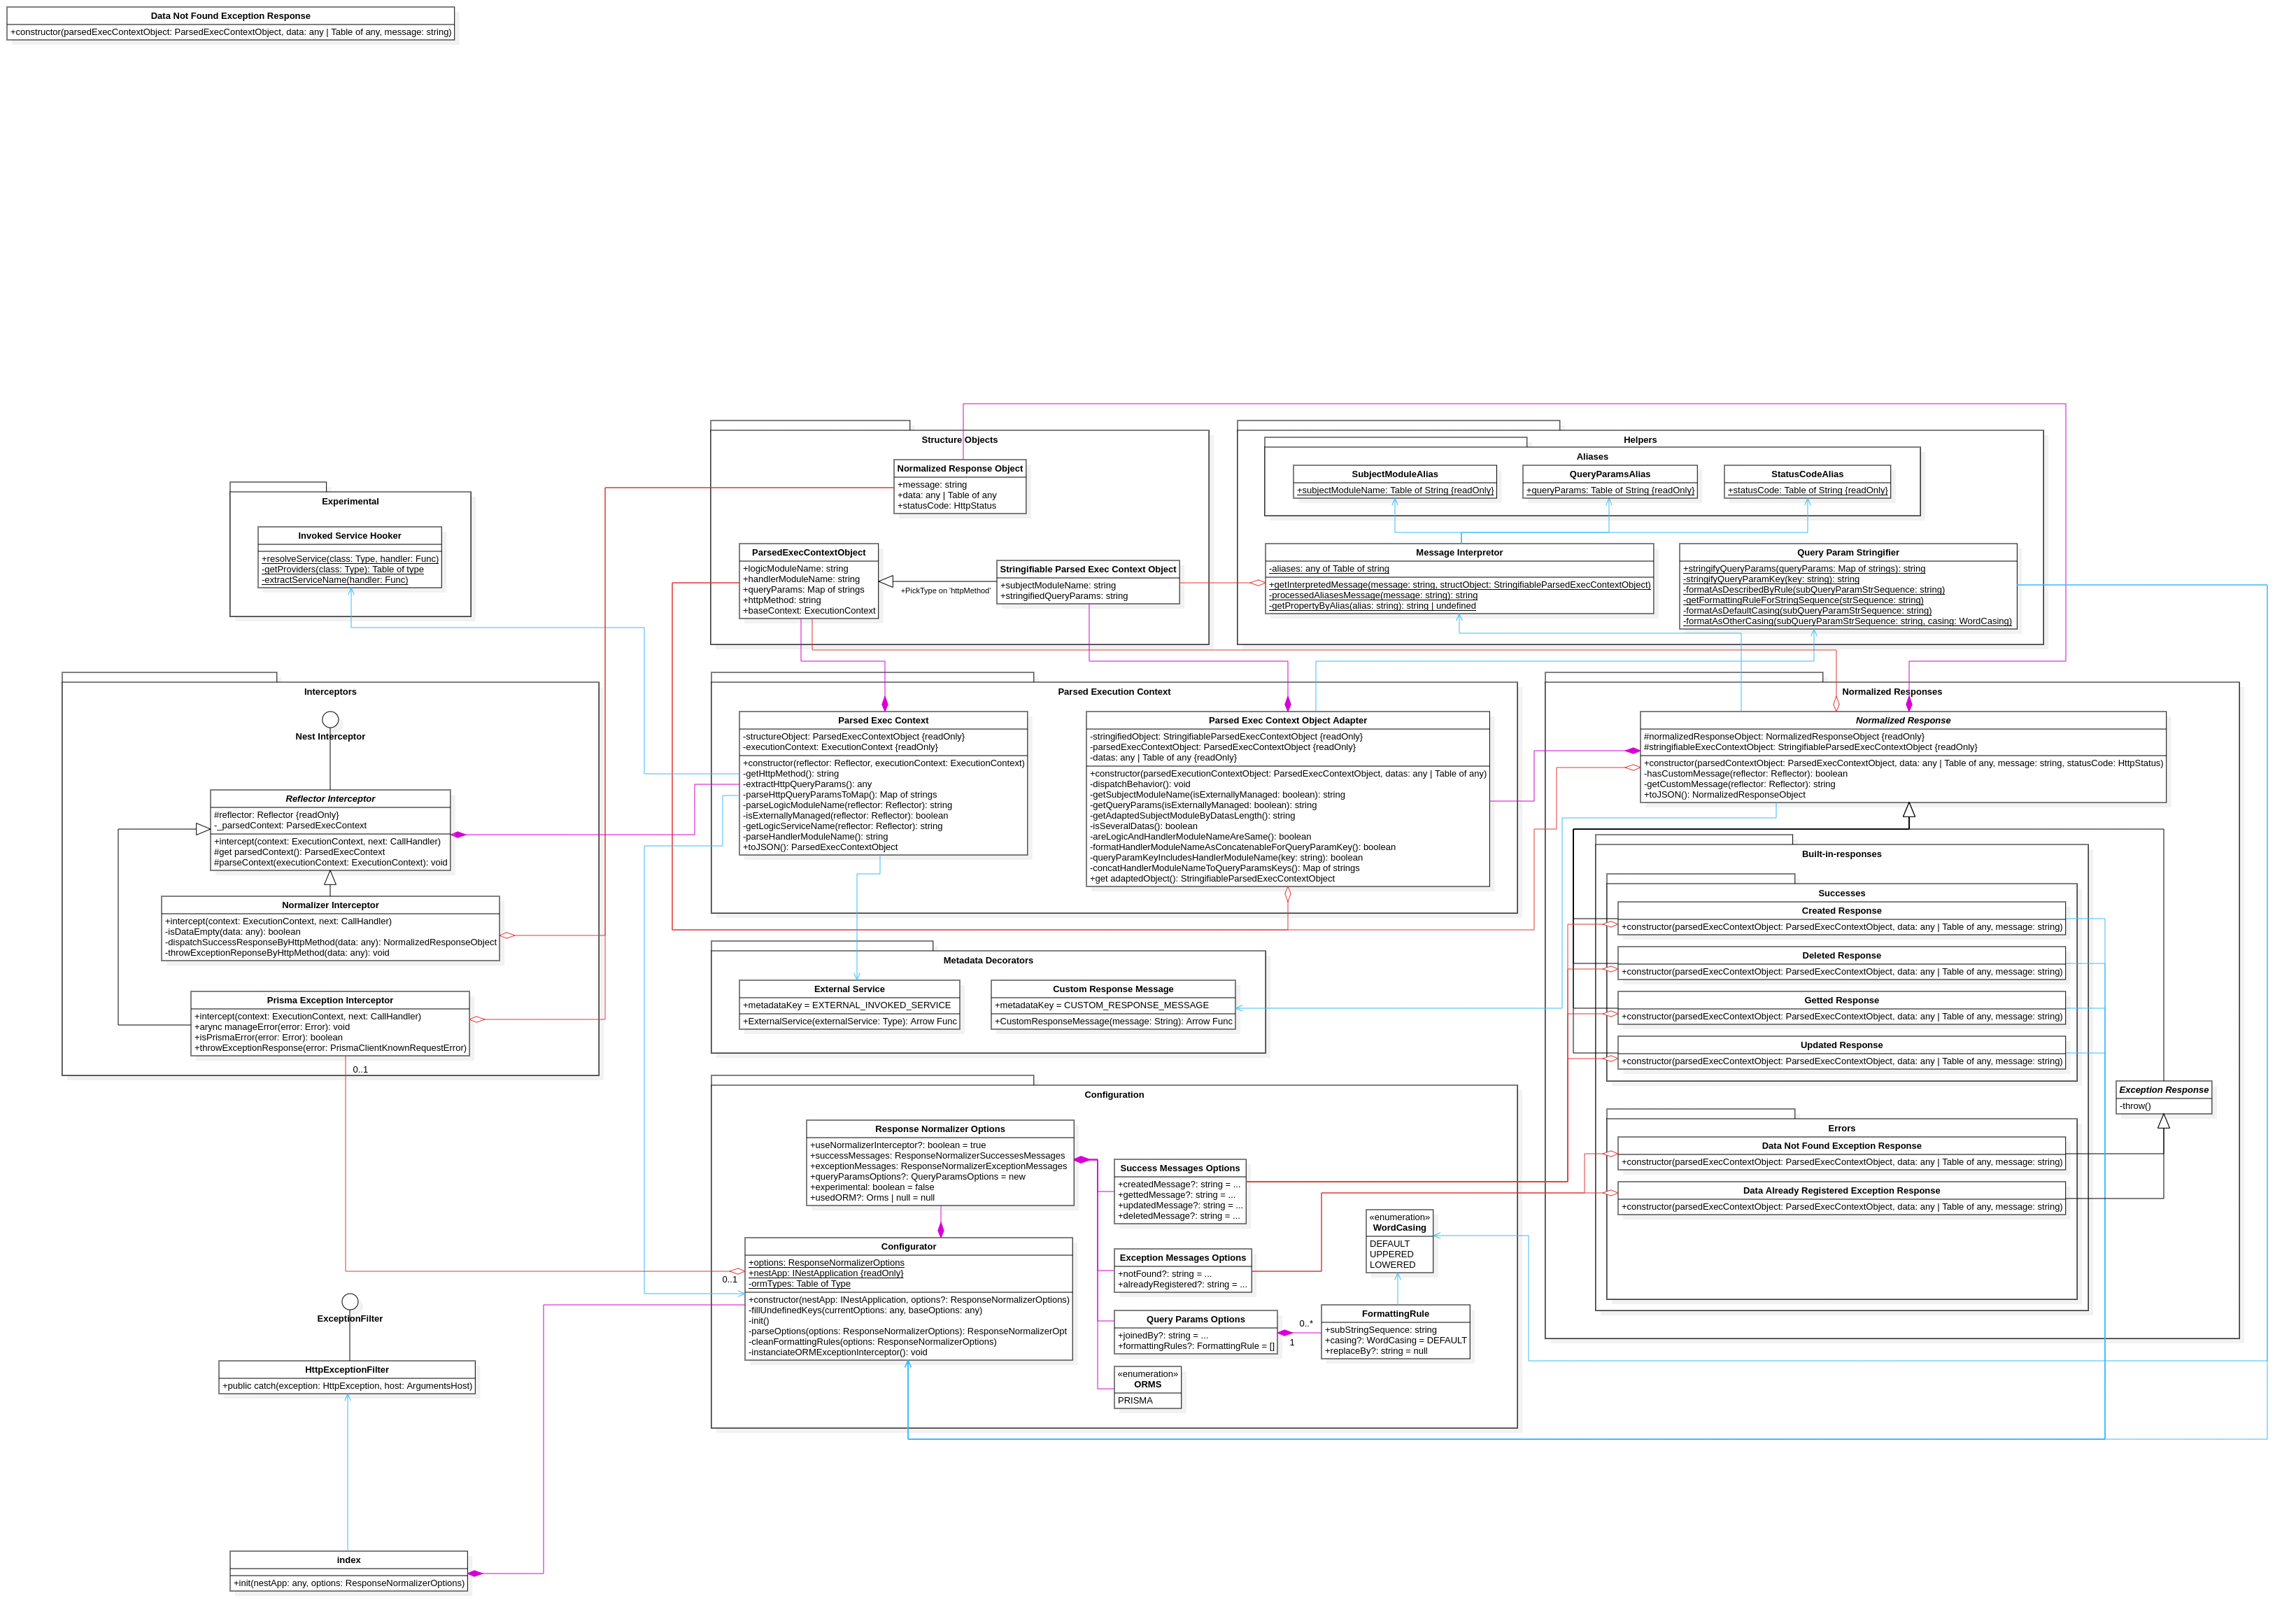 Data Not Found Exception Response
+constructor(parsedExecContextObject: ParsedExecContextObject, data: any | Table of any, message: string)
Structure Objects
Normalized Response Object
+message: string
+data: any | Table of any
+statusCode: HttpStatus
ParsedExecContextObject
+logicModuleName: string
+handlerModuleName: string
+queryParams: Map of strings
+httpMethod: string
+baseContext: ExecutionContext
+PickType on 'httpMethod'
Stringifiable Parsed Exec Context Object
+subjectModuleName: string
+stringifiedQueryParams: string
Helpers
Aliases
SubjectModuleAlias
+subjectModuleName: Table of String {readOnly}
QueryParamsAlias
+queryParams: Table of String {readOnly}
StatusCodeAlias
+statusCode: Table of String {readOnly}
Message Interpretor
-aliases: any of Table of string
+getInterpretedMessage(message: string, structObject: StringifiableParsedExecContextObject)
-processedAliasesMessage(message: string): string
-getPropertyByAlias(alias: string): string | undefined
Query Param Stringifier
+stringifyQueryParams(queryParams: Map of strings): string
-stringifyQueryParamKey(key: string): string
-formatAsDescribedByRule(subQueryParamStrSequence: string)
-getFormattingRuleForStringSequence(strSequence: string)
-formatAsDefaultCasing(subQueryParamStrSequence: string)
-formatAsOtherCasing(subQueryParamStrSequence: string, casing: WordCasing)
Experimental
Invoked Service Hooker
+resolveService(class: Type, handler: Func)
-getProviders(class: Type): Table of type
-extractServiceName(handler: Func)
Interceptors
Nest Interceptor
Reflector Interceptor
#reflector: Reflector {readOnly}
-_parsedContext: ParsedExecContext
+intercept(context: ExecutionContext, next: CallHandler)
#get parsedContext(): ParsedExecContext
#parseContext(executionContext: ExecutionContext): void
Normalizer Interceptor
+intercept(context: ExecutionContext, next: CallHandler)
-isDataEmpty(data: any): boolean
-dispatchSuccessResponseByHttpMethod(data: any): NormalizedResponseObject
-throwExceptionReponseByHttpMethod(data: any): void
Prisma Exception Interceptor
+intercept(context: ExecutionContext, next: CallHandler)
+arync manageError(error: Error): void
+isPrismaError(error: Error): boolean
+throwExceptionResponse(error: PrismaClientKnownRequestError)
0..1
Parsed Execution Context
Parsed Exec Context
-structureObject: ParsedExecContextObject {readOnly}
-executionContext: ExecutionContext {readOnly}
+constructor(reflector: Reflector, executionContext: ExecutionContext)
-getHttpMethod(): string
-extractHttpQueryParams(): any
-parseHttpQueryParamsToMap(): Map of strings
-parseLogicModuleName(reflector: Reflector): string
-isExternallyManaged(reflector: Reflector): boolean
-getLogicServiceName(reflector: Reflector): string
-parseHandlerModuleName(): string
+toJSON(): ParsedExecContextObject
Parsed Exec Context Object Adapter
-stringifiedObject: StringifiableParsedExecContextObject {readOnly}
-parsedExecContextObject: ParsedExecContextObject {readOnly}
-datas: any | Table of any {readOnly}
+constructor(parsedExecutionContextObject: ParsedExecContextObject, datas: any | Table of any)
-dispatchBehavior(): void
-getSubjectModuleName(isExternallyManaged: boolean): string
-getQueryParams(isExternallyManaged: boolean): string
-getAdaptedSubjectModuleByDatasLength(): string
-isSeveralDatas(): boolean
-areLogicAndHandlerModuleNameAreSame(): boolean
-formatHandlerModuleNameAsConcatenableForQueryParamKey(): boolean
-queryParamKeyIncludesHandlerModuleName(key: string): boolean
-concatHandlerModuleNameToQueryParamsKeys(): Map of strings
+get adaptedObject(): StringifiableParsedExecContextObject
Normalized Responses
Normalized Response
#normalizedResponseObject: NormalizedResponseObject {readOnly}
#stringifiableExecContextObject: StringifiableParsedExecContextObject {readOnly}
+constructor(parsedContextObject: ParsedExecContextObject, data: any | Table of any, message: string, statusCode: HttpStatus)
-hasCustomMessage(reflector: Reflector): boolean
-getCustomMessage(reflector: Reflector): string
+toJSON(): NormalizedResponseObject
Built-in-responses
Successes
Created Response
+constructor(parsedExecContextObject: ParsedExecContextObject, data: any | Table of any, message: string)
Deleted Response
+constructor(parsedExecContextObject: ParsedExecContextObject, data: any | Table of any, message: string)
Getted Response
+constructor(parsedExecContextObject: ParsedExecContextObject, data: any | Table of any, message: string)
Updated Response
+constructor(parsedExecContextObject: ParsedExecContextObject, data: any | Table of any, message: string)
Exception Response
-throw()
Errors
Data Not Found Exception Response
+constructor(parsedExecContextObject: ParsedExecContextObject, data: any | Table of any, message: string)
Data Already Registered Exception Response
+constructor(parsedExecContextObject: ParsedExecContextObject, data: any | Table of any, message: string)
Metadata Decorators
External Service
+metadataKey = EXTERNAL_INVOKED_SERVICE
+ExternalService(externalService: Type): Arrow Func
Custom Response Message
+metadataKey = CUSTOM_RESPONSE_MESSAGE
+CustomResponseMessage(message: String): Arrow Func
Configuration
Response Normalizer Options
+useNormalizerInterceptor?: boolean = true
+successMessages: ResponseNormalizerSuccessesMessages
+exceptionMessages: ResponseNormalizerExceptionMessages
+queryParamsOptions?: QueryParamsOptions = new
+experimental: boolean = false
+usedORM?: Orms | null = null
Success Messages Options
+createdMessage?: string = ...
+gettedMessage?: string = ...
+updatedMessage?: string = ...
+deletedMessage?: string = ...
Exception Messages Options
+notFound?: string = ...
+alreadyRegistered?: string = ...
«enumeration»
WordCasing
DEFAULT
UPPERED
LOWERED
Configurator
+options: ResponseNormalizerOptions
+nestApp: INestApplication {readOnly}
-ormTypes: Table of Type
+constructor(nestApp: INestApplication, options?: ResponseNormalizerOptions)
-fillUndefinedKeys(currentOptions: any, baseOptions: any)
-init()
-parseOptions(options: ResponseNormalizerOptions): ResponseNormalizerOpt
-cleanFormattingRules(options: ResponseNormalizerOptions)
-instanciateORMExceptionInterceptor(): void
0..1
Query Params Options
+joinedBy?: string = ...
+formattingRules?: FormattingRule = []
0..*
1
FormattingRule
+subStringSequence: string
+casing?: WordCasing = DEFAULT
+replaceBy?: string = null
«enumeration»
ORMS
PRISMA
ExceptionFilter
HttpExceptionFilter
+public catch(exception: HttpException, host: ArgumentsHost)
index
+init(nestApp: any, options: ResponseNormalizerOptions)